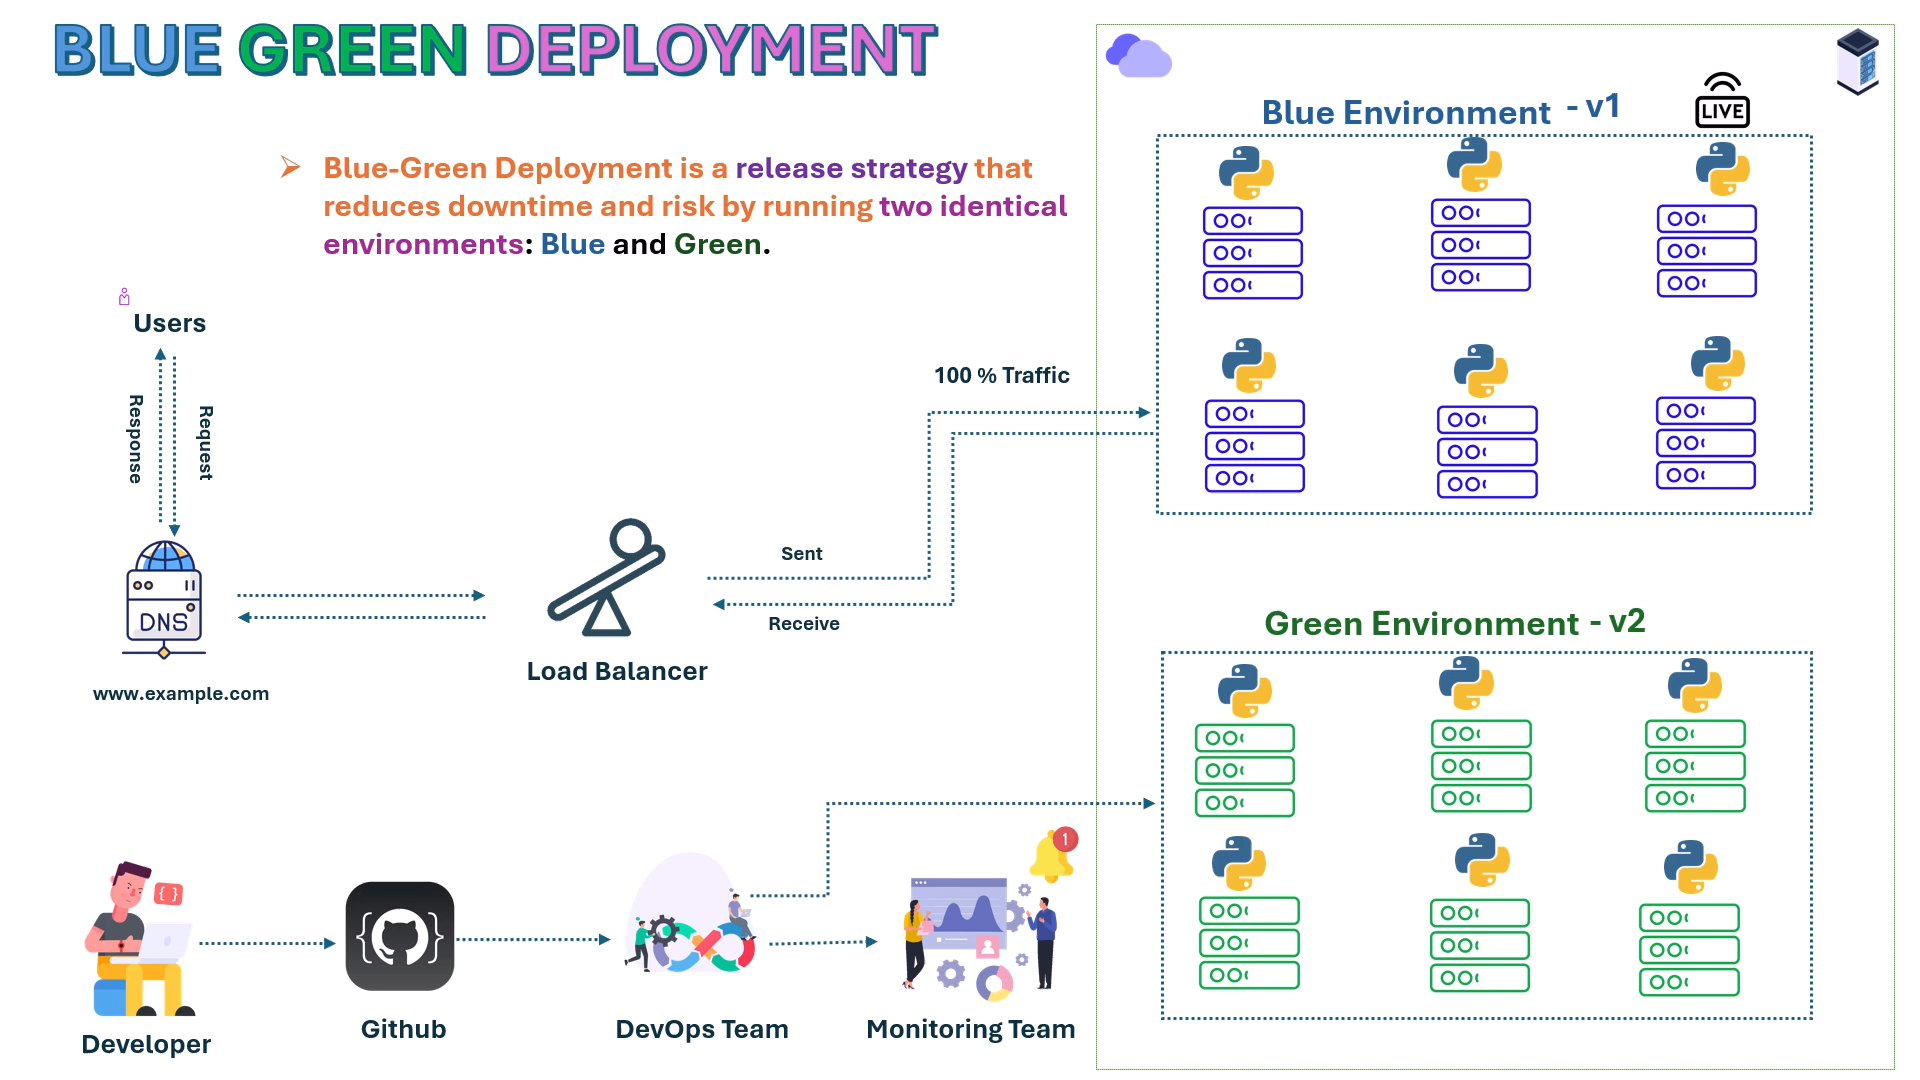 BLUE GREEN DEPLOYMENT
Blue-Green Deployment is a release strategy that
reduces downtime and risk by running two identical
environments: Blue and Green.
Users
Response
Request
DNS
www.example.com
Load Balancer
Sent
Receive
100 % Traffic
Blue Environment - v1
LIVE
Green Environment - v2
{ }
Developer
{ }
Github
DevOps Team
1
Monitoring Team